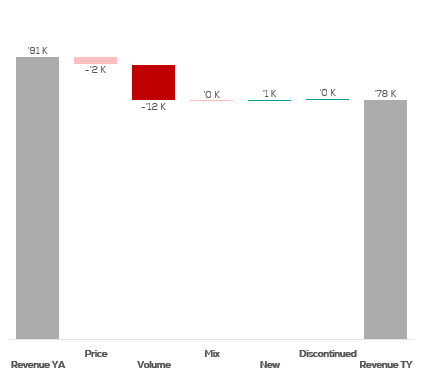 '91 K
-'2 K
-'12 K
'0 K
'1 K
'0 K
'78 K
Revenue YA
Price
Volume
Mix
New
Discontinued
Revenue TY